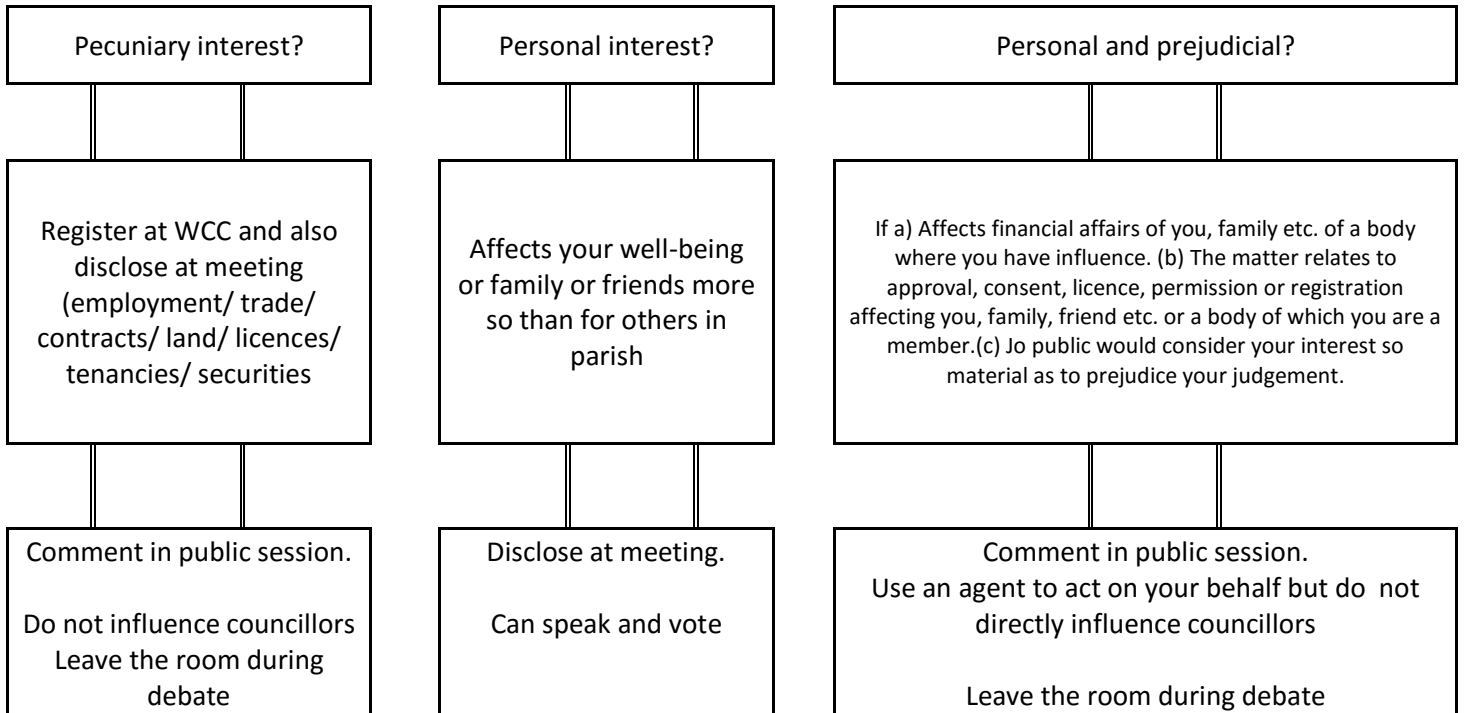 Pecuniary interest?
Personal interest?
Personal and prejudicial?
Register at WCC and also
disclose at meeting
(employment/ trade/
contracts/ land/ licences/
tenancies/ securities
Affects your well-being
or family or friends more
so than for others in
parish
If a) Affects financial affairs of you, family etc. of a body
where you have influence. (b) The matter relates to
approval, consent, licence, permission or registration
affecting you, family, friend etc. or a body of which you are a
member.(c) Jo public would consider your interest so
material as to prejudice your judgement.
Comment in public session.
Do not influence councillors
Leave the room during
debate
Disclose at meeting.
Can speak and vote
Comment in public session.
Use an agent to act on your behalf but do not
directly influence councillors
Leave the room during debate